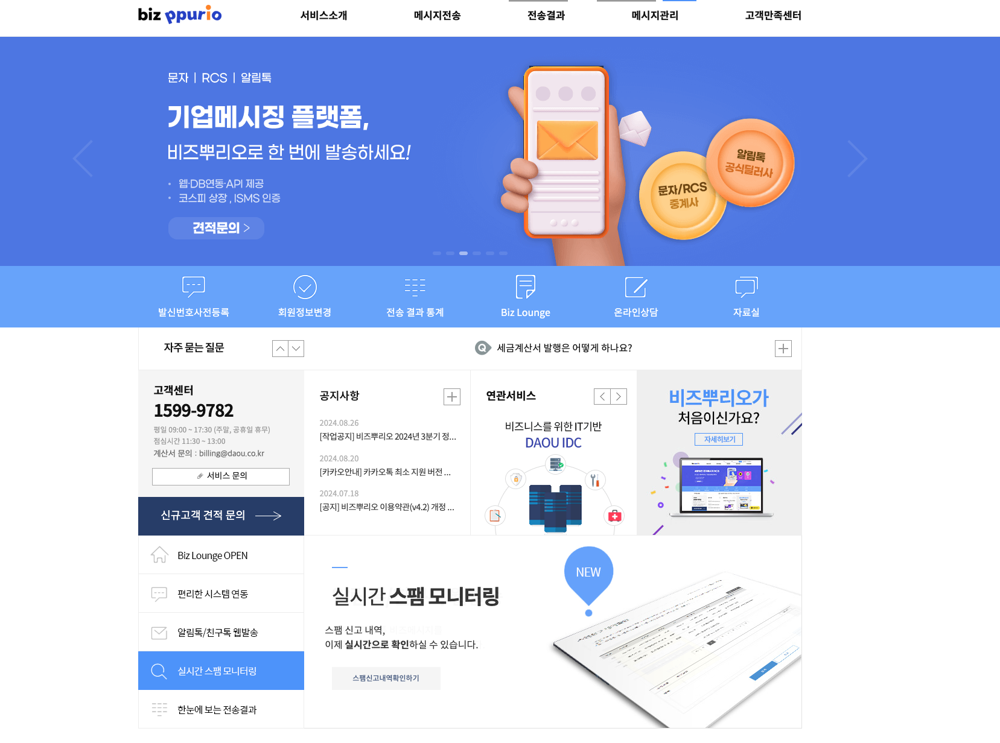 biz ppurio
서비스소개
메시지전송
전송결과
메시지관리
고객만족센터
문자 | RCS | 알림톡
기업메시징 플랫폼,
비즈뿌리오로 한 번에 발송하세요!
• 웹·DB연동·API 제공
• 코스피 상장 , ISMS 인증
견적문의 >
문자/RCS
중계사
알림톡
공식딜러사
발신번호사전등록
회원정보변경
전송 결과 통계
Biz Lounge
온라인상담
자료실
자주 묻는 질문
Q 세금계산서 발행은 어떻게 하나요?
고객센터
1599-9782
평일 09:00 ~ 17:30 (주말, 공휴일 휴무)
점심시간 11:30 ~ 13:00
계산서 문의 : billing@daou.co.kr
서비스 문의
신규고객 견적 문의
공지사항
2024.08.26
[작업공지] 비즈뿌리오 2024년 3분기 정...
2024.08.20
[카카오안내] 카카오톡 최소 지원 버전 ...
2024.07.18
[공지] 비즈뿌리오 이용약관(v4.2) 개정 ...
연관서비스
비즈니스를 위한 IT기반
DAOU IDC
비즈뿌리오가
처음이신가요?
자세히보기
Biz Lounge OPEN
편리한 시스템 연동
알림톡/친구톡 웹발송
실시간 스팸 모니터링
한눈에 보는 전송결과
실시간 스팸 모니터링
스팸 신고 내역,
이제 실시간으로 확인하실 수 있습니다.
스팸신고내역확인하기
NEW